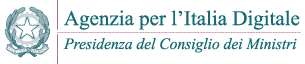 Agenzia per l'Italia Digitale
Presidenza del Consiglio dei Ministri